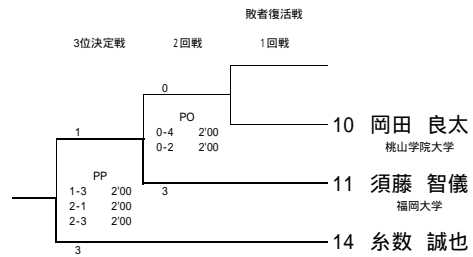 敗者復活戦
3位決定戦 2回戦 1回戦
0
PO
0-4 2'00
0-2 2'00
10 岡田 良太
桃山学院大学
1
PP
1-3 2'00
2-1 2'00
2-3 2'00
3
11 須藤 智儀
福岡大学
14 糸数 誠也
3